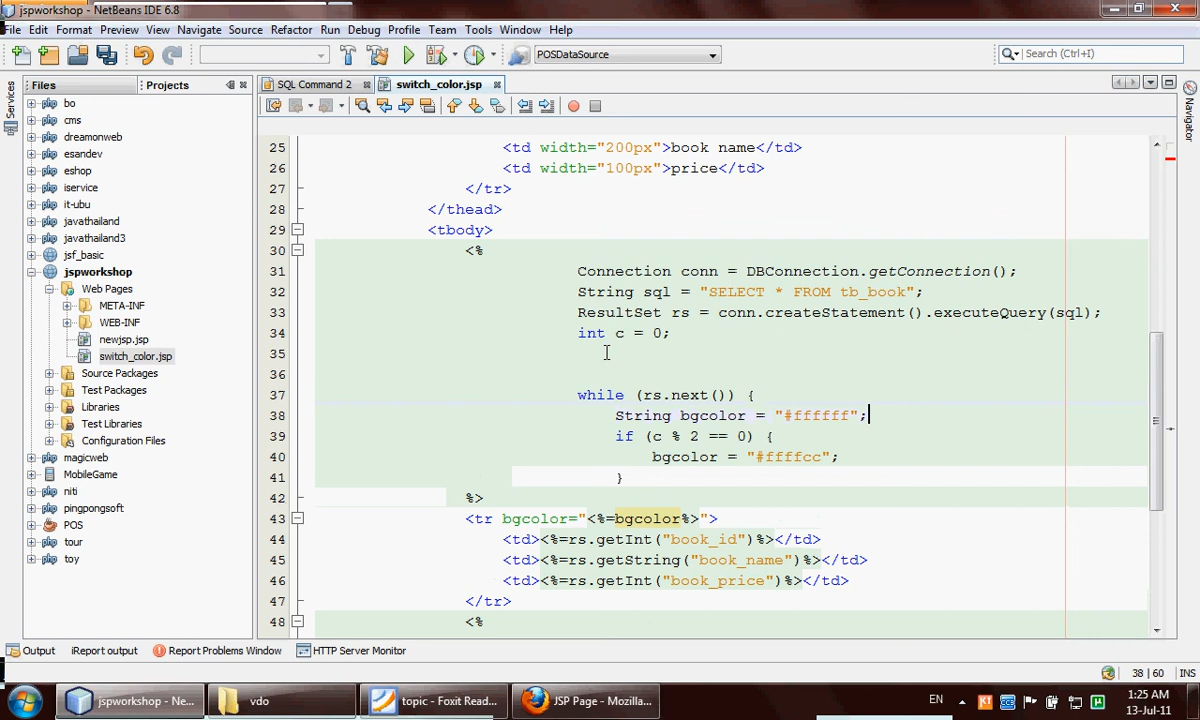 jspworkshop - NetBeans IDE 6.8
File Edit Format Preview View Navigate Source Refactor Run Debug Profile Team Tools Window Help
POSDataSource
Search (Ctrl+I)
Services
Files
Projects
SQL Command 2
switch_color.jsp
Navigator
bo
cms
dreamonweb
esandev
eshop
iservice
it-ubu
javathailand
javathailand3
jsf_basic
jspworkshop
Web Pages
META-INF
WEB-INF
newjsp.jsp
switch_color.jsp
Source Packages
Test Packages
Libraries
Test Libraries
Configuration Files
magicweb
MobileGame
niti
pingpongsoft
POS
tour
toy
25 <td width="200px">book name</td>
26 <td width="100px">price</td>
27 </tr>
28 </thead>
29 <tbody>
30 <%
31 Connection conn = DBConnection.getConnection();
32 String sql = "SELECT * FROM tb_book";
33 ResultSet rs = conn.createStatement().executeQuery(sql);
34 int c = 0;
35
36
37 while (rs.next()) {
38 String bgcolor = "#ffffff";
39 if (c % 2 == 0) {
40 bgcolor = "#ffffcc";
41 }
42 %>
43 <tr bgcolor="<%=bgcolor%>">
44 <td><%=rs.getInt("book_id")%></td>
45 <td><%=rs.getString("book_name")%></td>
46 <td><%=rs.getInt("book_price")%></td>
47 </tr>
48 <%
Output iReport output Report Problems Window HTTP Server Monitor
38 | 60 INS
jspworkshop - Ne...
vdo
topic - Foxit Read...
JSP Page - Mozilla...
EN
1:25 AM
13-Jul-11